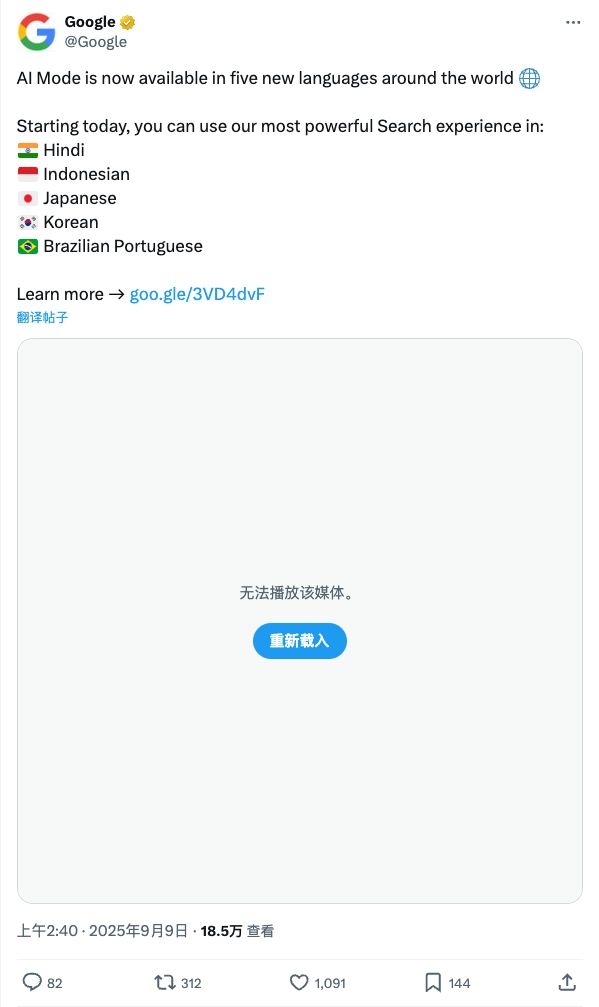 Google
@Google
AI Mode is now available in five new languages around the world 🌐
Starting today, you can use our most powerful Search experience in:
🇮🇳 Hindi
🇮🇩 Indonesian
🇯🇵 Japanese
🇰🇷 Korean
🇧🇷 Brazilian Portuguese
Learn more → goo.gle/3VD4dvF
翻译帖子
无法播放该媒体。
重新载入
上午2:40 · 2025年9月9日 · 18.5万 查看
82 312 1,091 144